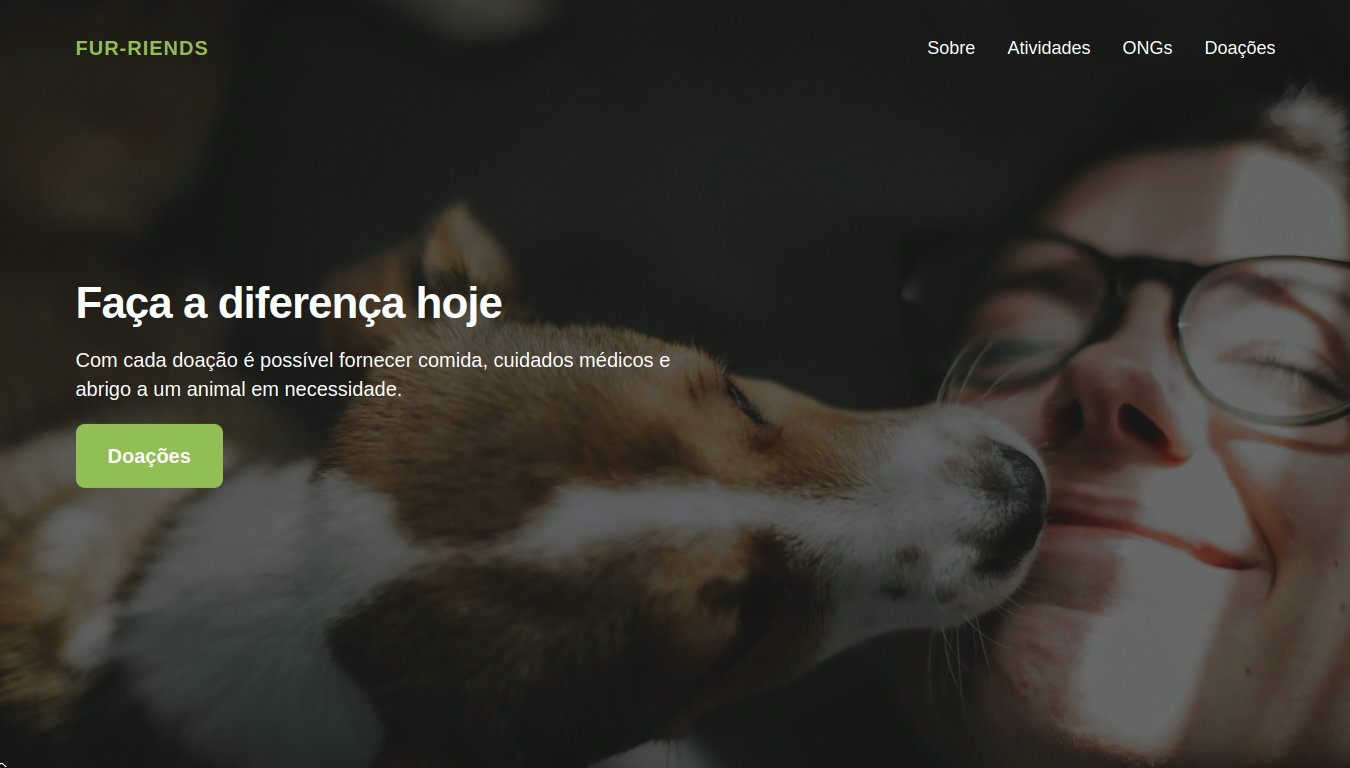 FUR-RIENDS
Sobre Atividades ONGs Doações
Faça a diferença hoje
Com cada doação é possível fornecer comida, cuidados médicos e
abrigo a um animal em necessidade.
Doações